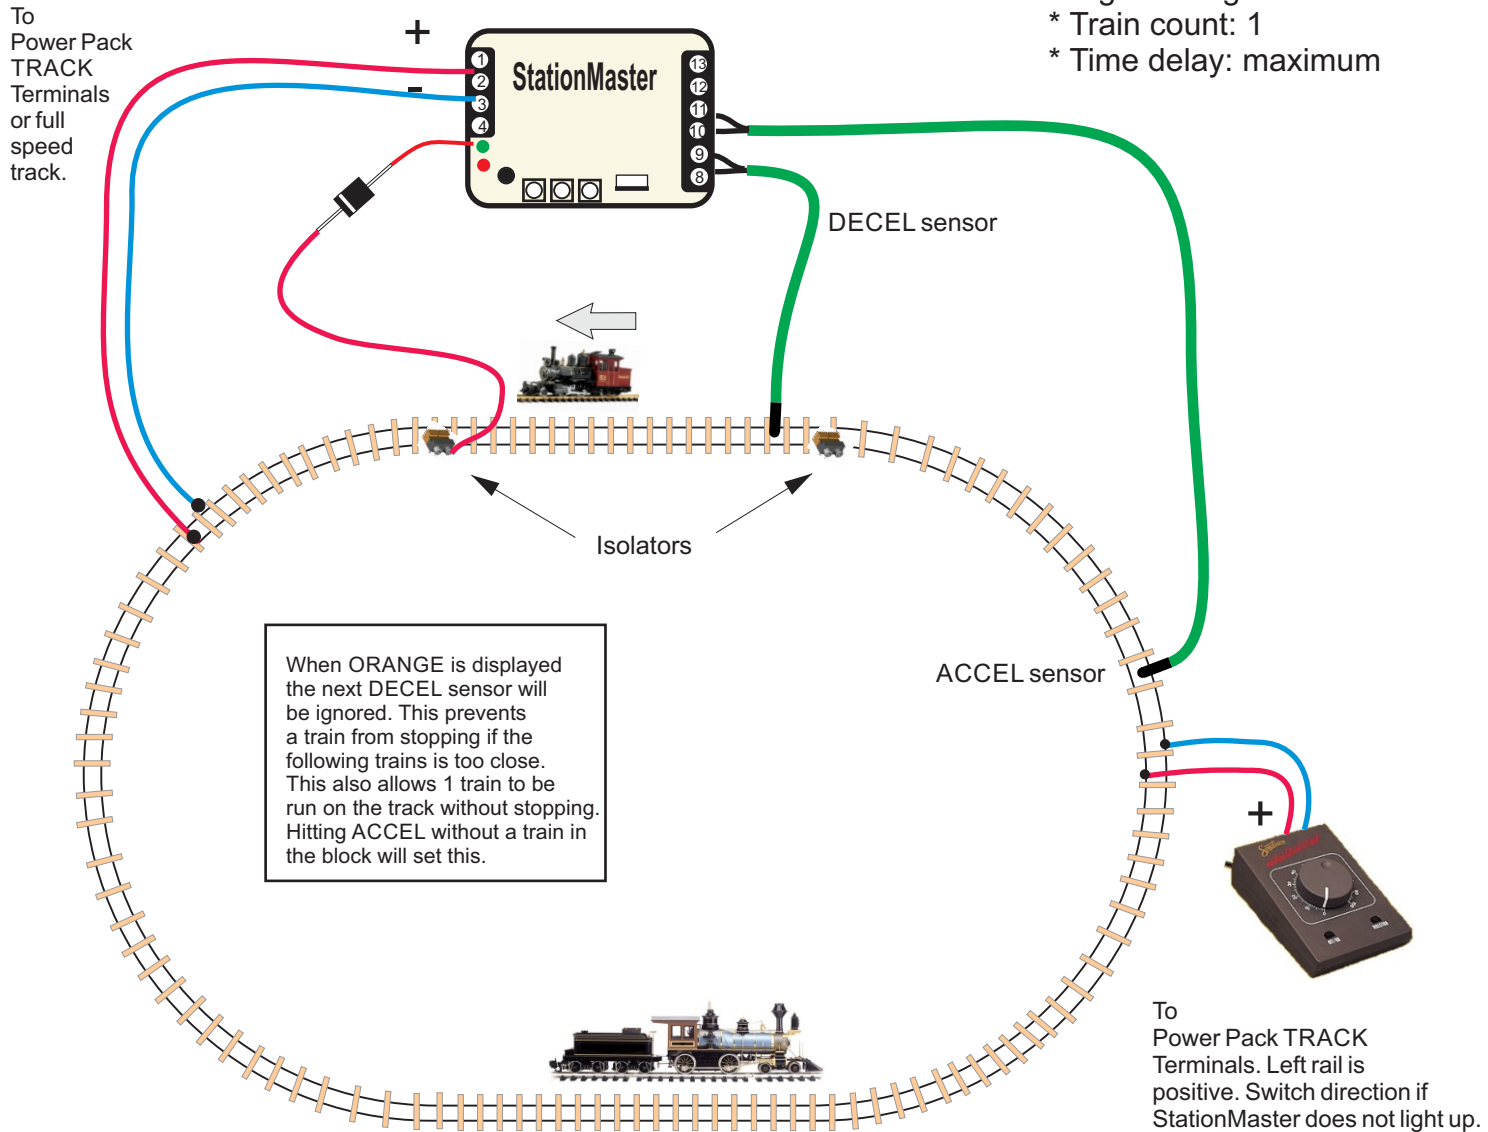 To
Power Pack
TRACK
Terminals
or full
speed
track.
+
-
1
2
3
4
StationMaster
13
12
11
10
9
8
* Train count: 1
* Time delay: maximum
DECEL sensor
Isolators
ACCEL sensor
When ORANGE is displayed
the next DECEL sensor will
be ignored. This prevents
a train from stopping if the
following trains is too close.
This also allows 1 train to be
run on the track without stopping.
Hitting ACCEL without a train in
the block will set this.
+
To
Power Pack TRACK
Terminals. Left rail is
positive. Switch direction if
StationMaster does not light up.